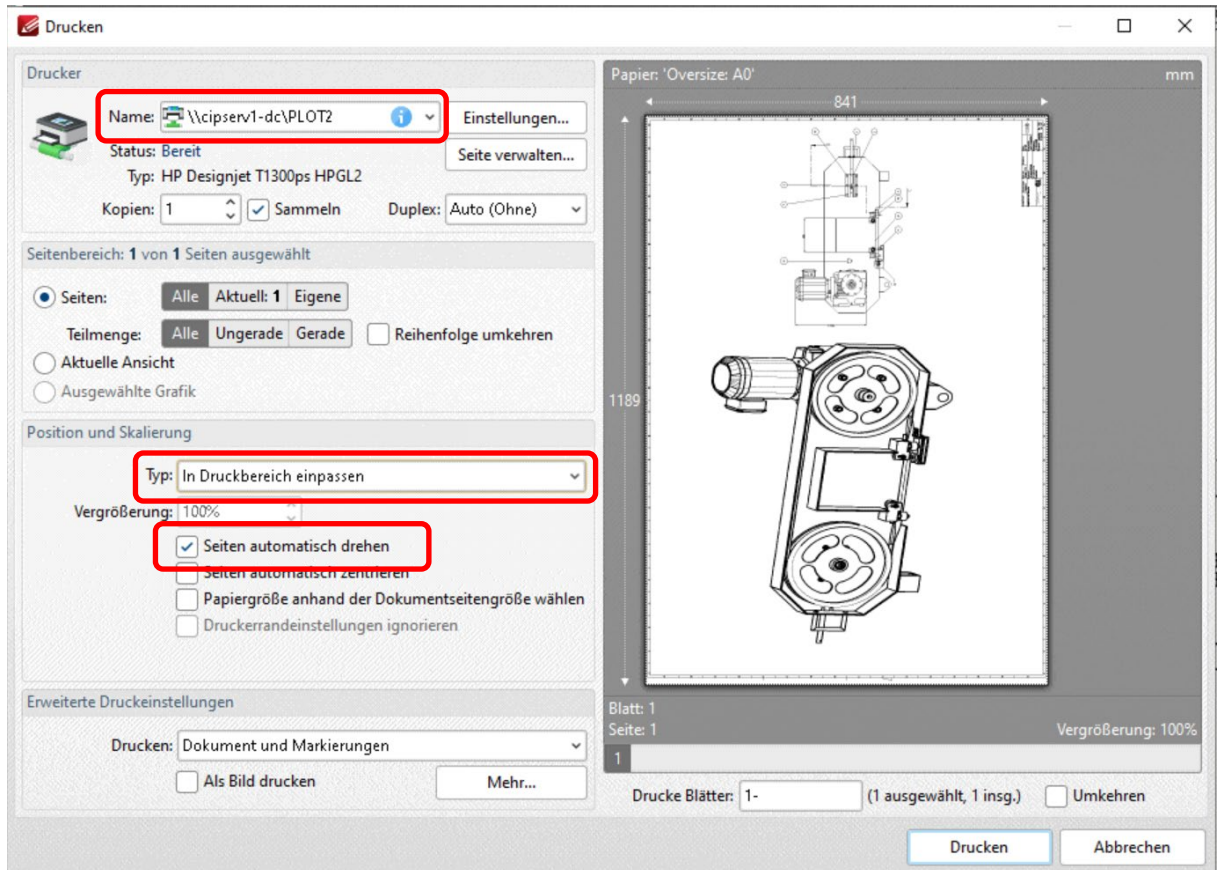 Drucken
Drucker
Name: \\cipserv1-dc\PLOT2
Einstellungen...
Status: Bereit
Seite verwalten...
Typ: HP Designjet T1300ps HPGL2
Kopien: 1 Sammeln Duplex: Auto (Ohne)
Seitenbereich: 1 von 1 Seiten ausgewählt
Seiten: Alle Aktuell: 1 Eigene
Teilmenge: Alle Ungerade Gerade Reihenfolge umkehren
Aktuelle Ansicht
Ausgewählte Grafik
Position und Skalierung
Typ: In Druckbereich einpassen
Vergrößerung: 100%
Seiten automatisch drehen
Seiten automatisch zentrieren
Papiergröße anhand der Dokumentseitengröße wählen
Druckerrandeinstellungen ignorieren
Erweiterte Druckeinstellungen
Drucken: Dokument und Markierungen
Als Bild drucken Mehr...
Papier: 'Oversize: A0' mm
841
1189
Blatt: 1
Seite: 1 Vergrößerung: 100%
1
Drucke Blätter: 1- (1 ausgewählt, 1 insg.) Umkehren
Drucken Abbrechen